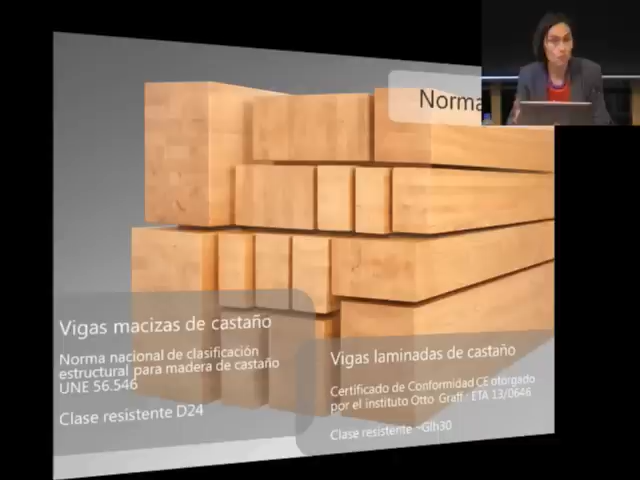 Norma
Vigas macizas de castaño
Norma nacional de clasificación
estructural para madera de castaño
UNE 56.546
Clase resistente D24
Vigas laminadas de castaño
Certificado de Conformidad CE otorgado
por el instituto Otto Graff · ETA 13/0646
Clase resistente ~Glh30